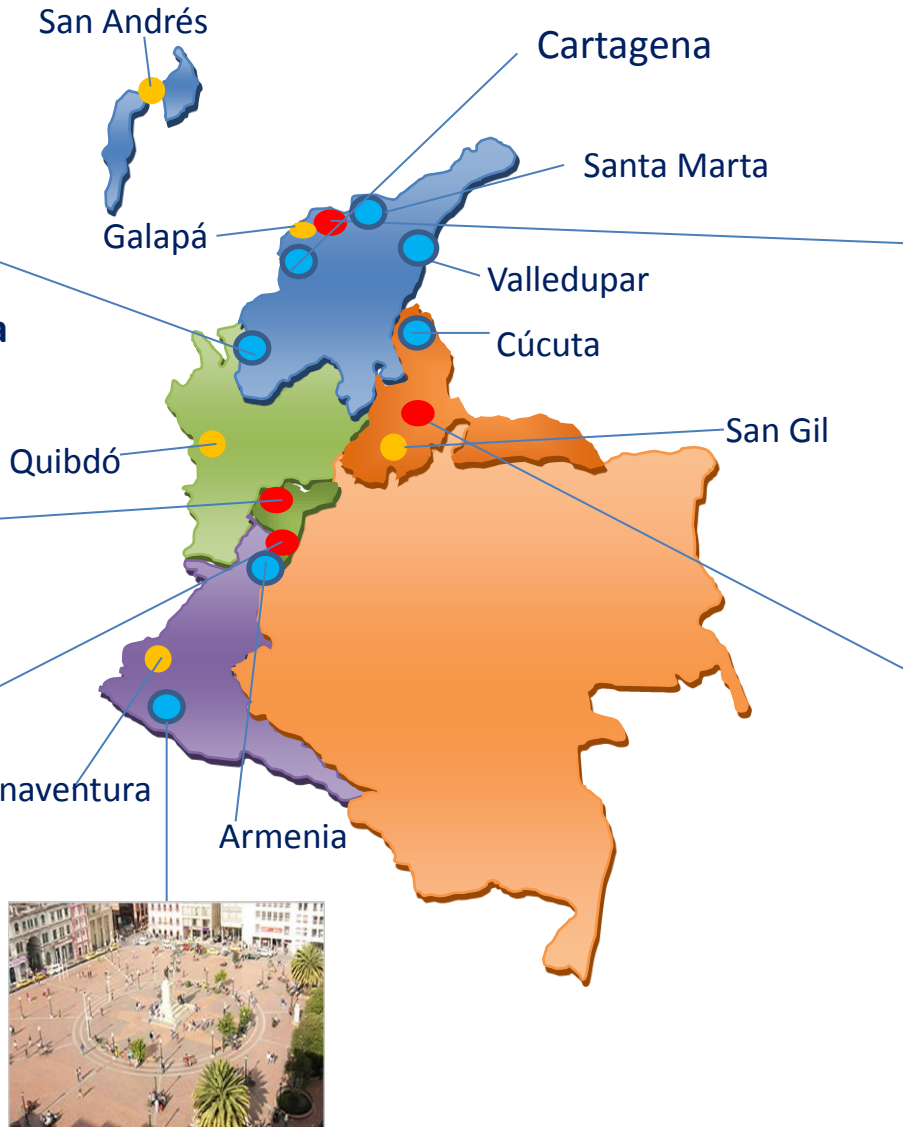 San Andrés
Cartagena
Santa Marta
Galapá
Valledupar
a
Cúcuta
San Gil
Quibdó
naventura
Armenia